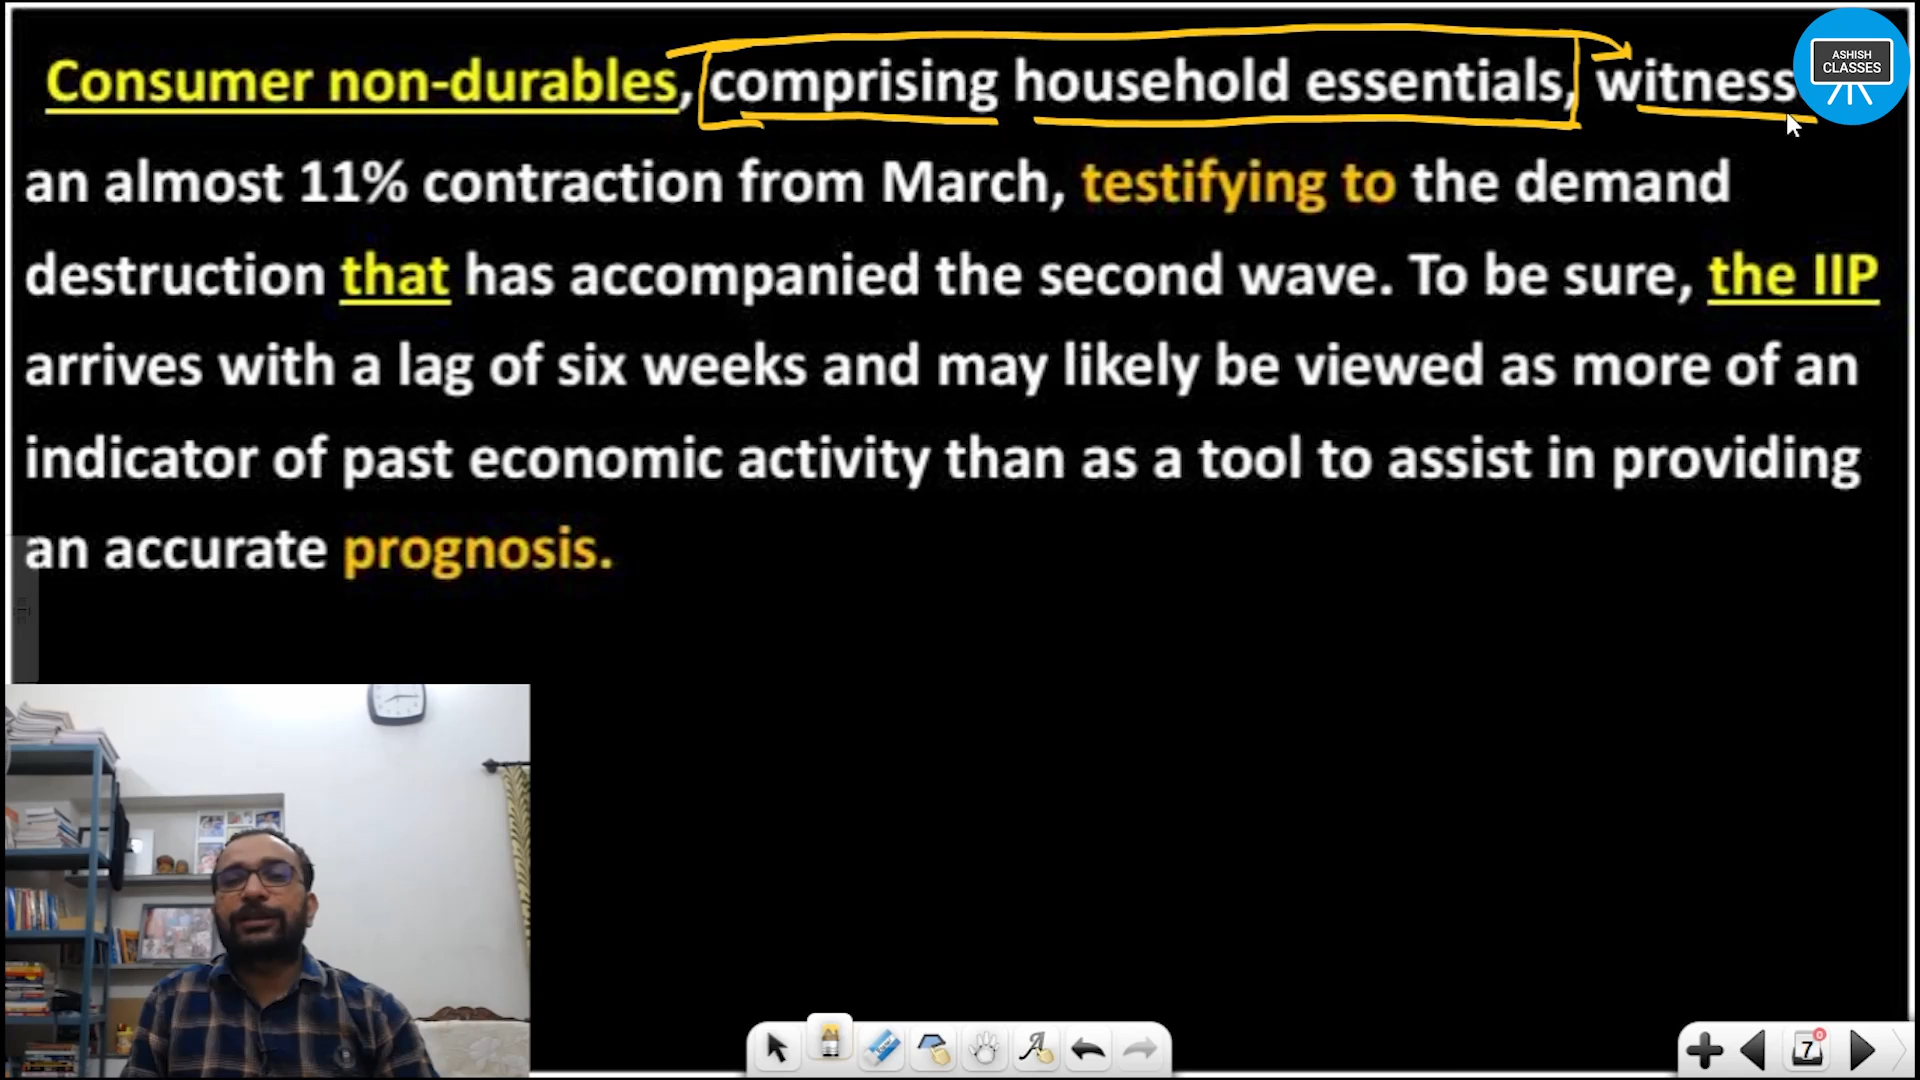 Consumer non-durables, comprising household essentials, witness
ASHISH
CLASSES
an almost 11% contraction from March, testifying to the demand
destruction that has accompanied the second wave. To be sure, the IIP
arrives with a lag of six weeks and may likely be viewed as more of an
indicator of past economic activity than as a tool to assist in providing
an accurate prognosis.
7
0